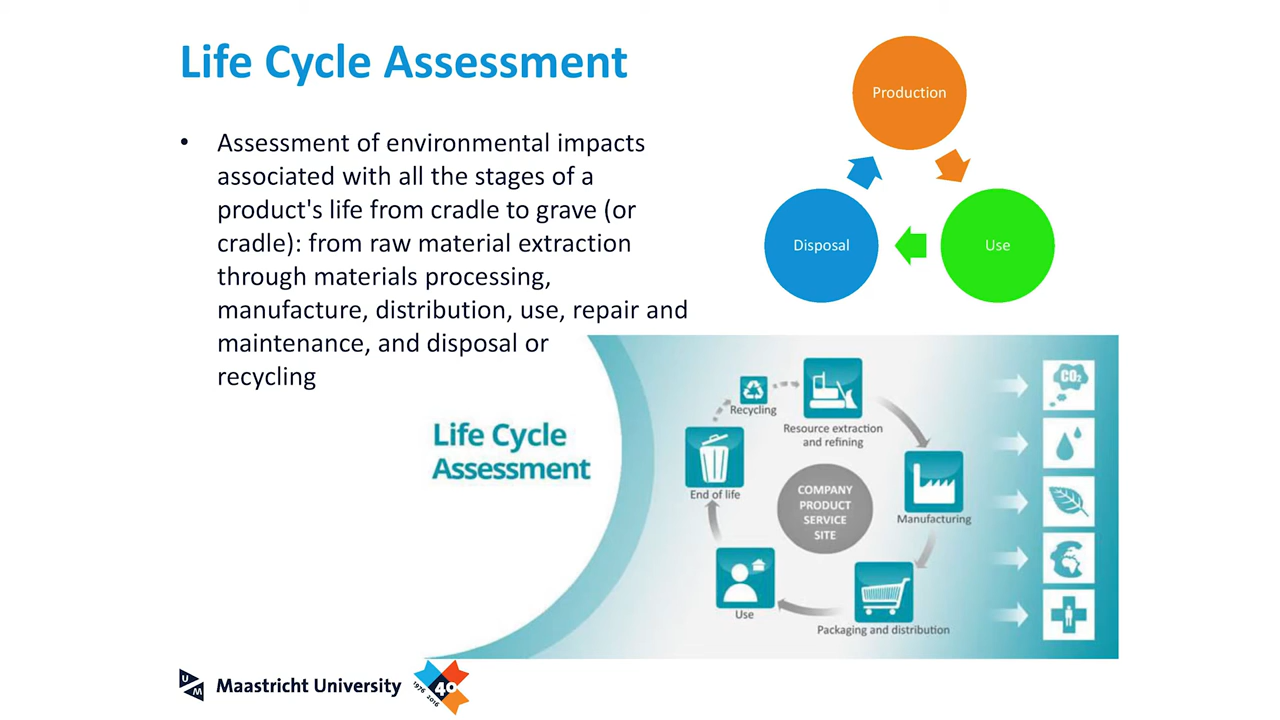 Life Cycle Assessment
• Assessment of environmental impacts
associated with all the stages of a
product's life from cradle to grave (or
cradle): from raw material extraction
through materials processing,
manufacture, distribution, use, repair and
maintenance, and disposal or
recycling
Production
Disposal
Use
Life Cycle
Assessment
Recycling
Resource extraction
and refining
End of life
COMPANY
PRODUCT
SERVICE
SITE
Manufacturing
Use
Packaging and distribution
CO₂
UM
Maastricht University
40
1976 2016